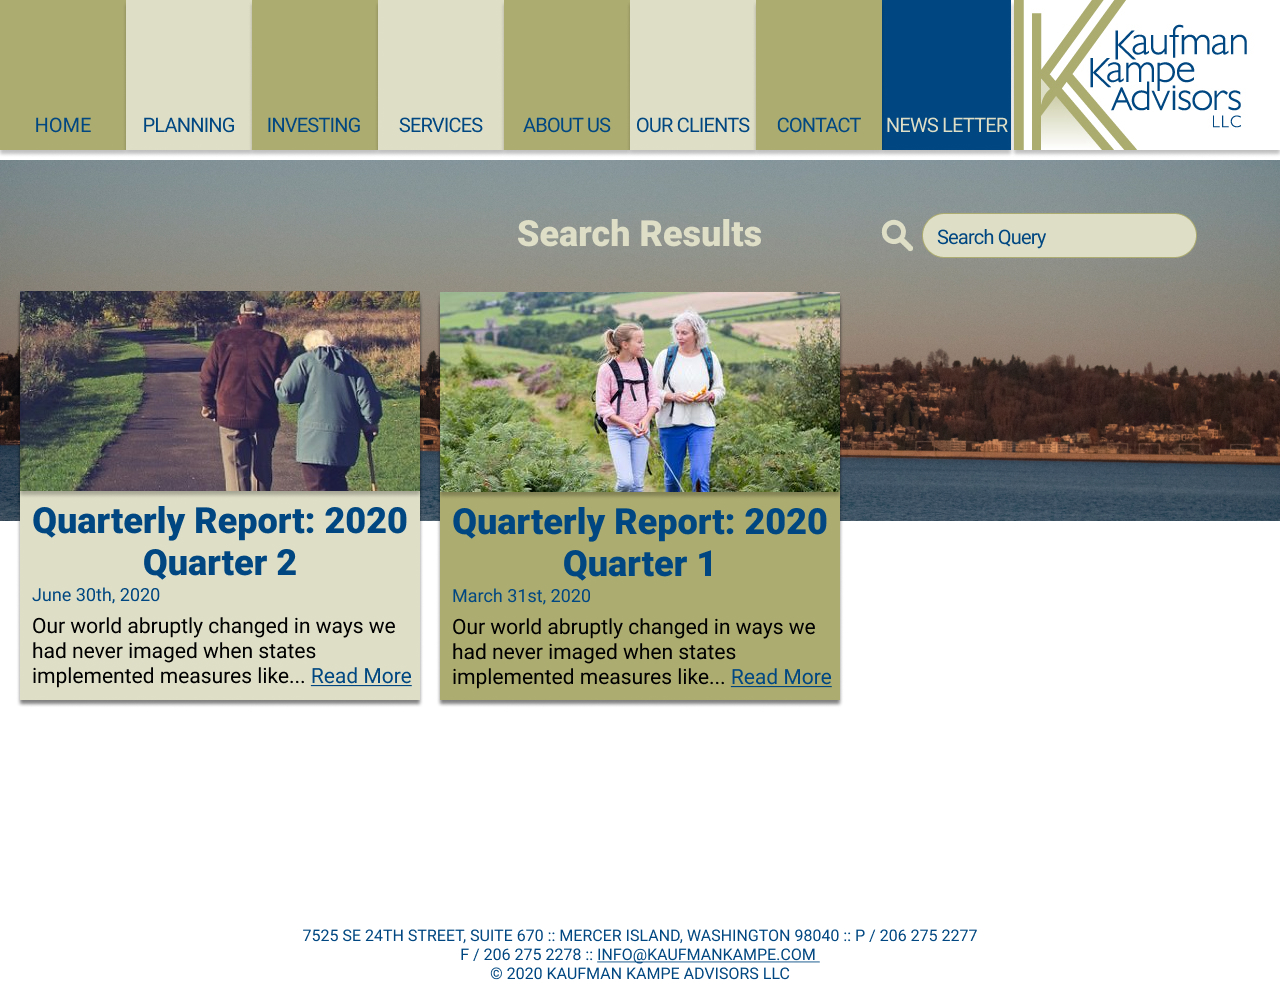 HOME
PLANNING
INVESTING
SERVICES
ABOUT US
OUR CLIENTS
CONTACT
NEWS LETTER
Kaufman
Kampe
Advisors
LLC
Search Results
Search Query
Quarterly Report: 2020
Quarter 2
June 30th, 2020
Our world abruptly changed in ways we
had never imaged when states
implemented measures like... Read More
Quarterly Report: 2020
Quarter 1
March 31st, 2020
Our world abruptly changed in ways we
had never imaged when states
implemented measures like... Read More
7525 SE 24TH STREET, SUITE 670 :: MERCER ISLAND, WASHINGTON 98040 :: P / 206 275 2277
F / 206 275 2278 :: INFO@KAUFMANKAMPE.COM
© 2020 KAUFMAN KAMPE ADVISORS LLC